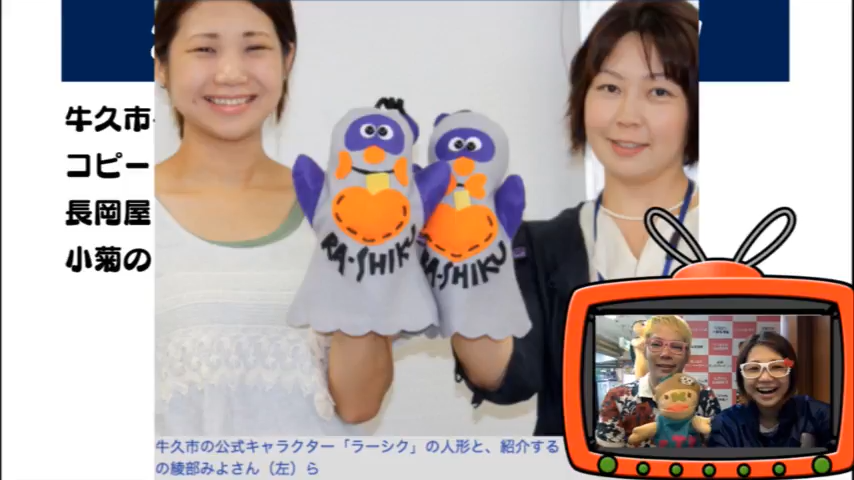 牛久市
コピー
長岡屋
小菊の
RA-SHIKU
RA-SHIKU
牛久市の公式キャラクター「ラーシク」の人形と、紹介する
の綾部みよさん（左）ら